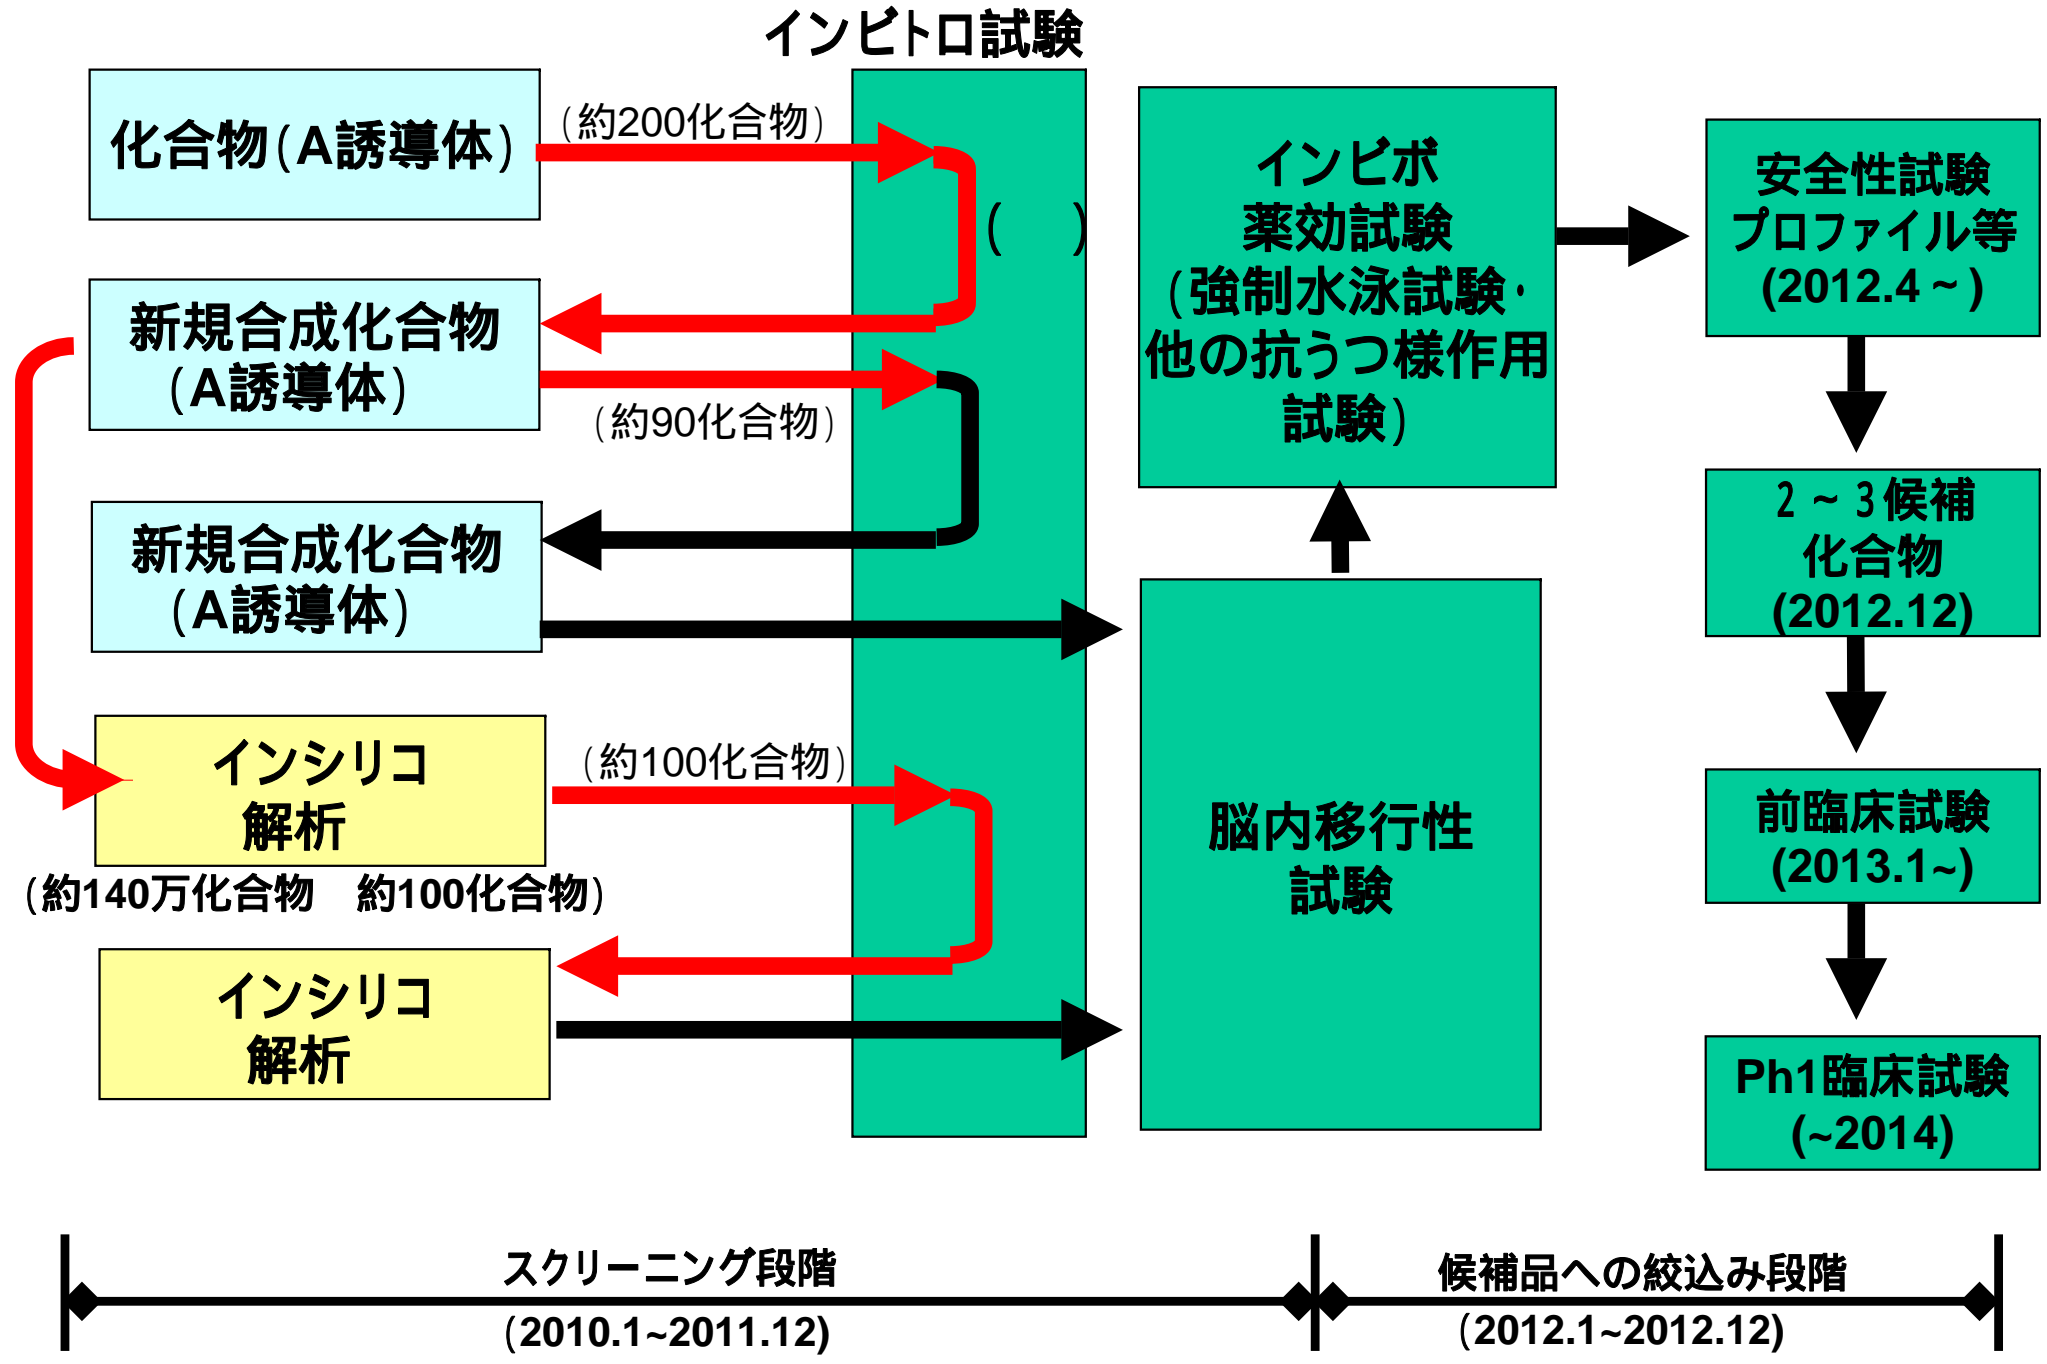 インビトロ試験
化合物(A誘導体)
(約200化合物)
(　)
新規合成化合物
(A誘導体)
(約90化合物)
新規合成化合物
(A誘導体)
インシリコ
解析
(約100化合物)
(約140万化合物　約100化合物)
インシリコ
解析
インビボ
薬効試験
(強制水泳試験・
他の抗うつ様作用
試験)
脳内移行性
試験
安全性試験
プロファイル等
(2012.4～)
2～3候補
化合物
(2012.12)
前臨床試験
(2013.1~)
Ph1臨床試験
(~2014)
スクリーニング段階
(2010.1~2011.12)
候補品への絞込み段階
(2012.1~2012.12)